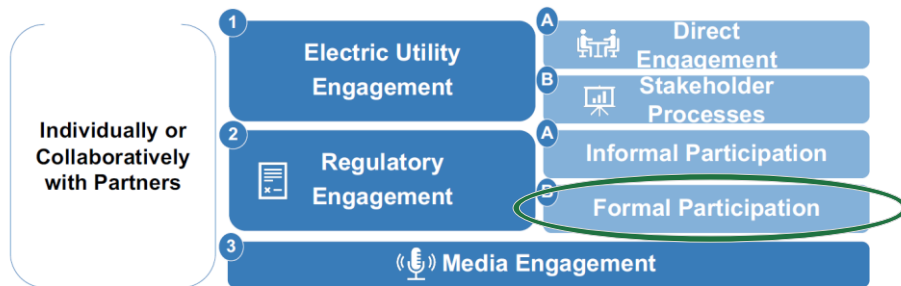 Individually or
Collaboratively
with Partners
1
Electric Utility
Engagement
A
Direct
Engagement
B
Stakeholder
Processes
2
Regulatory
Engagement
A
Informal Participation
B
Formal Participation
3
Media Engagement